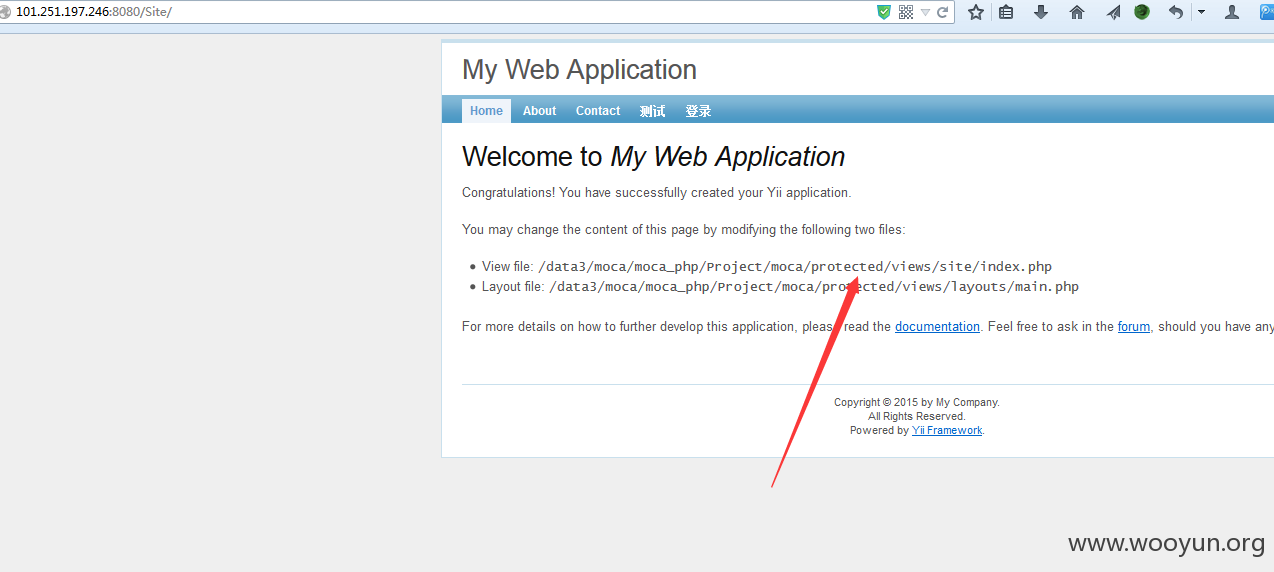 101.251.197.246:8080/Site/
My Web Application
Home About Contact 测试 登录
Welcome to My Web Application
Congratulations! You have successfully created your Yii application.
You may change the content of this page by modifying the following two files:
View file: /data3/moca/moca_php/Project/moca/protected/views/site/index.php
Layout file: /data3/moca/moca_php/Project/moca/protected/views/layouts/main.php
For more details on how to further develop this application, please read the documentation. Feel free to ask in the forum, should you have any
Copyright © 2015 by My Company.
All Rights Reserved.
Powered by Yii Framework.
www.wooyun.org